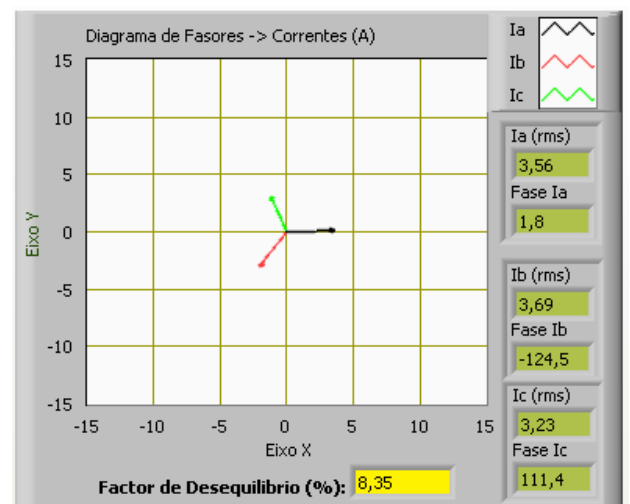 Diagrama de Fasores -> Correntes (A)
15
10
5
0
-5
-10
-15
Eixo Y
-15 -10 -5 0 5 10 15
Eixo X
Factor de Desequilibrio (%): 8,35
Ia
Ib
Ic
Ia (rms)
3,56
Fase Ia
1,8
Ib (rms)
3,69
Fase Ib
-124,5
Ic (rms)
3,23
Fase Ic
111,4